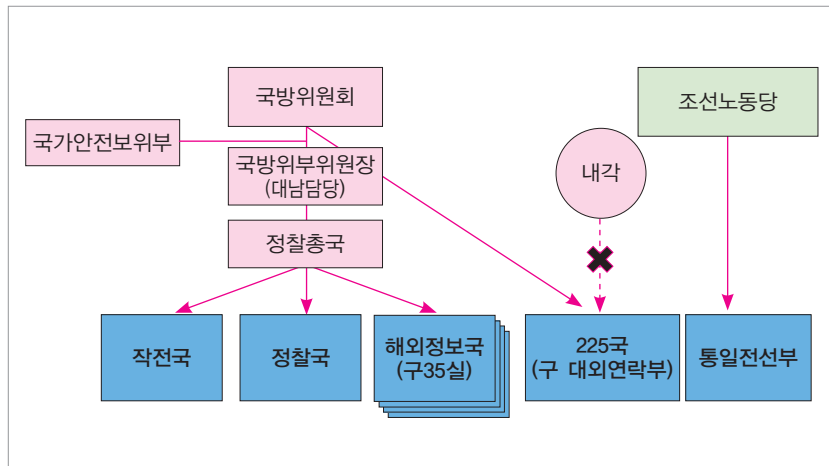 국방위원회
조선노동당
국가안전보위부
국방위부위원장
(대남담당)
내각
정찰총국
작전국
정찰국
해외정보국
(구35실)
225국
(구 대외연락부)
통일전선부